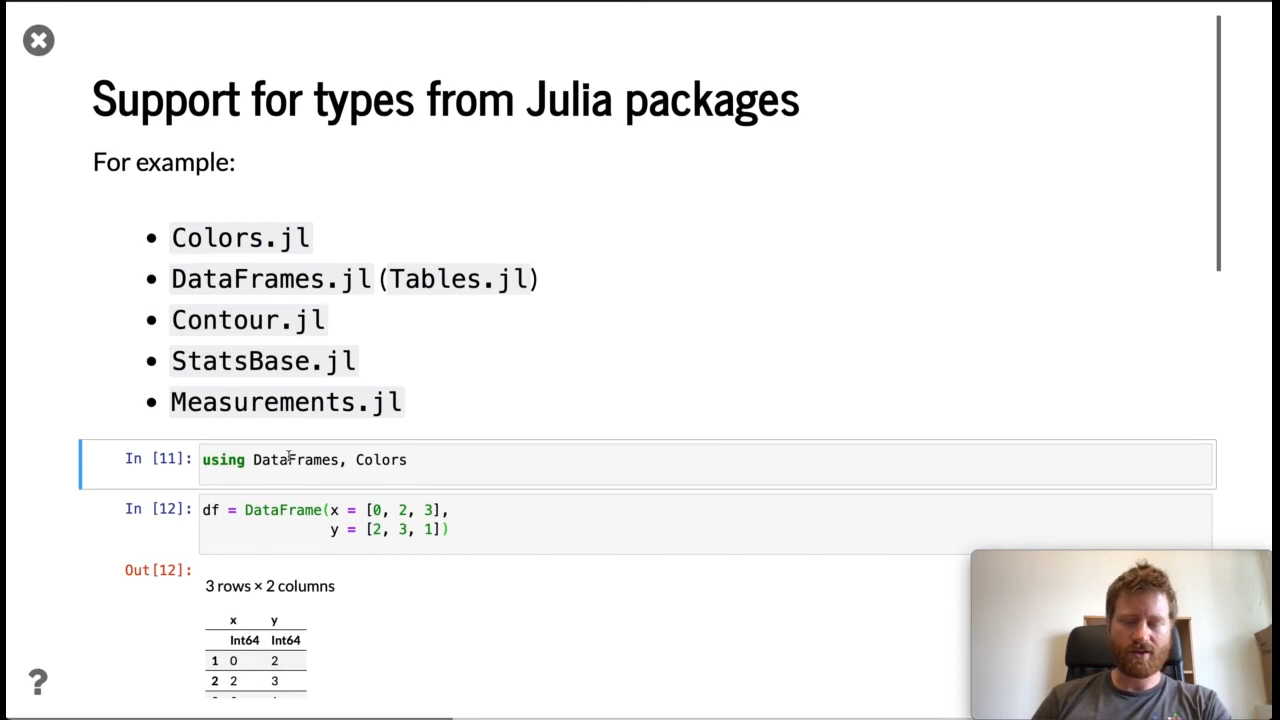 Support for types from Julia packages
For example:
• Colors.jl
• DataFrames.jl (Tables.jl)
• Contour.jl
• StatsBase.jl
• Measurements.jl
In [11]: using DataFrames, Colors
In [12]: df = DataFrame(x = [0, 2, 3],
y = [2, 3, 1])
Out[12]:
3 rows × 2 columns
x y
Int64 Int64
1 0 2
2 2 3
?